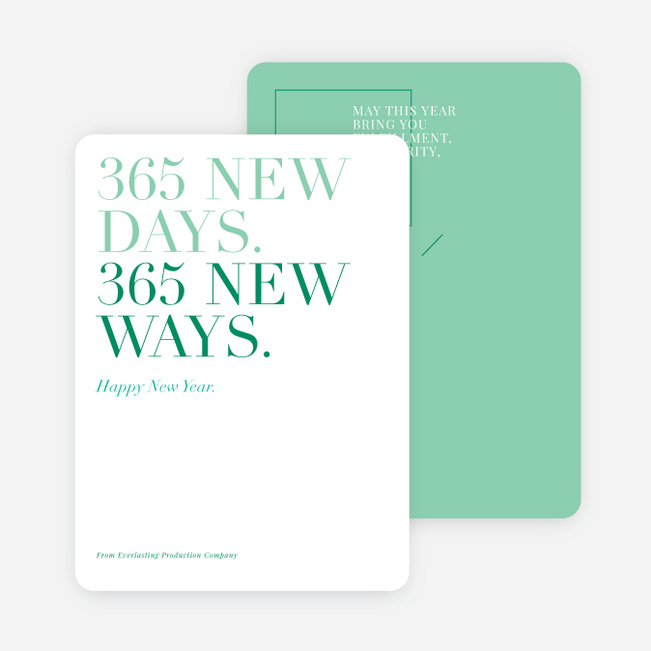 365 NEW
DAYS.
365 NEW
WAYS.
Happy New Year.
From Everlasting Production Company
MAY THIS YEAR
BRING YOU